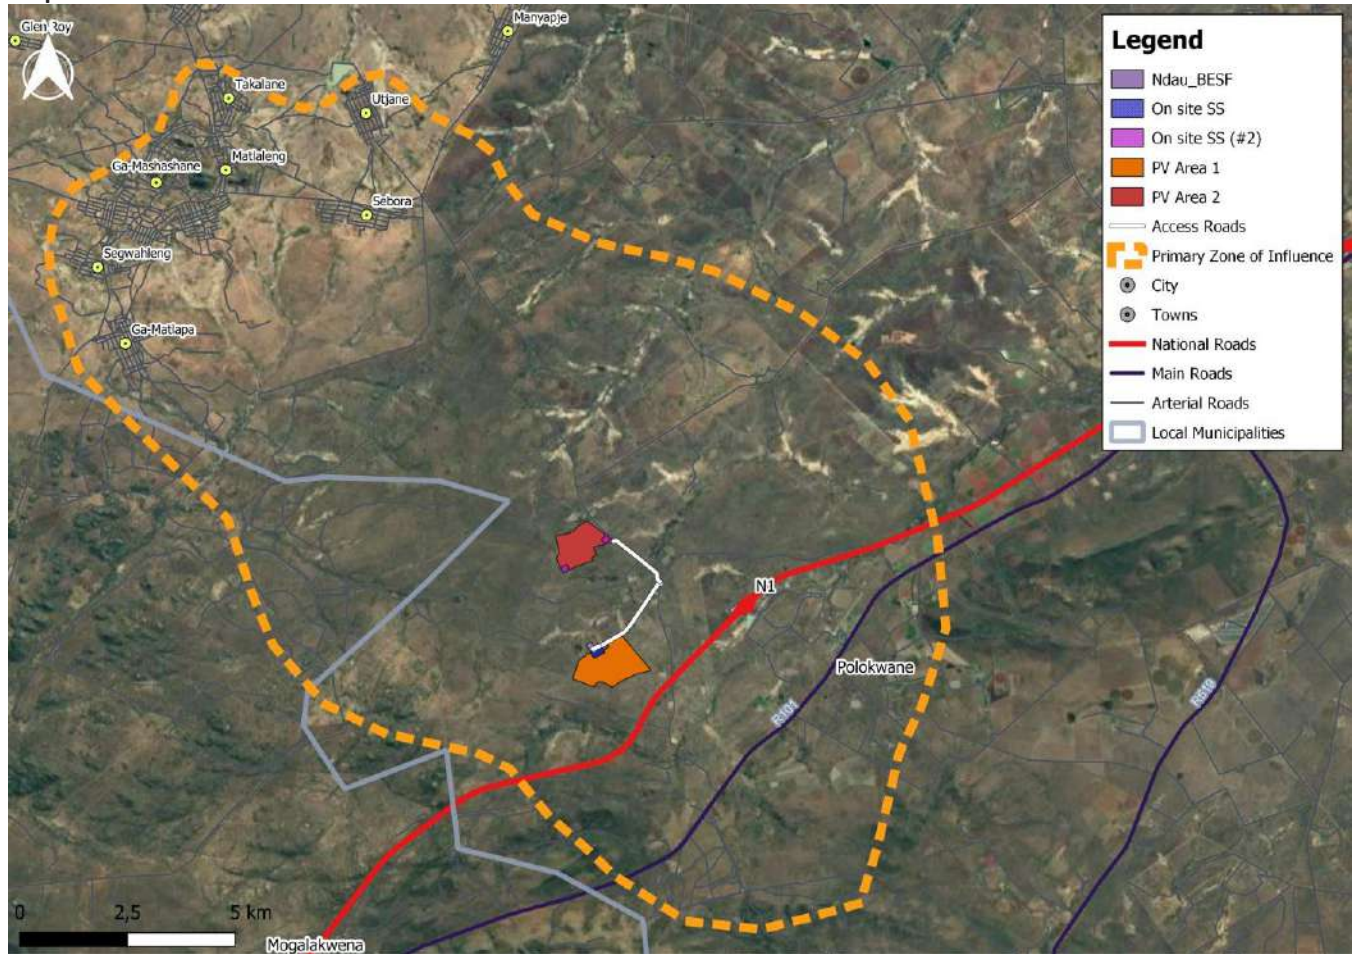 Glen Roy
Manyapje
Takalane
Utjane
Ga-Mashashane
Matlaleng
Sebora
Segwahleng
Ga-Matlapa
N1
Polokwane
R101
Mogalakwena
0 2,5 5 km
Legend
Ndau_BESF
On site SS
On site SS (#2)
PV Area 1
PV Area 2
Access Roads
Primary Zone of Influence
City
Towns
National Roads
Main Roads
Arterial Roads
Local Municipalities